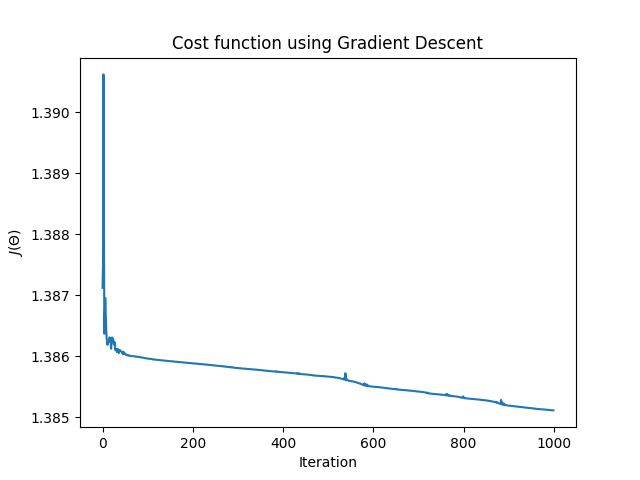 Cost function using Gradient Descent
1.390
1.389
1.388
1.387
1.386
1.385
J(Θ)
0 200 400 600 800 1000
Iteration